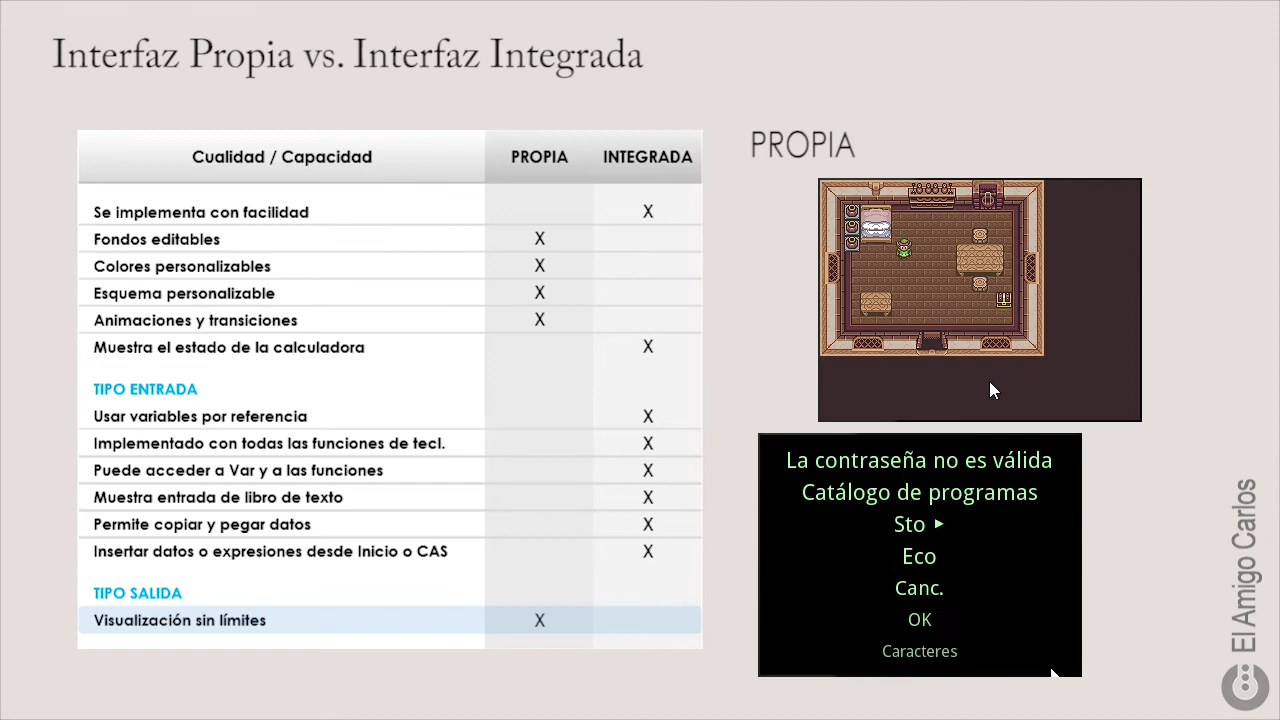 Interfaz Propia vs. Interfaz Integrada
Cualidad / Capacidad PROPIA INTEGRADA
Se implementa con facilidad X
Fondos editables X
Colores personalizables X
Esquema personalizable X
Animaciones y transiciones X
Muestra el estado de la calculadora X
TIPO ENTRADA
Usar variables por referencia X
Implementado con todas las funciones de tecl. X
Puede acceder a Var y a las funciones X
Muestra entrada de libro de texto X
Permite copiar y pegar datos X
Insertar datos o expresiones desde Inicio o CAS X
TIPO SALIDA
Visualización sin límites X
PROPIA
La contraseña no es válida
Catálogo de programas
Sto ▶
Eco
Canc.
OK
Caracteres
El Amigo Carlos